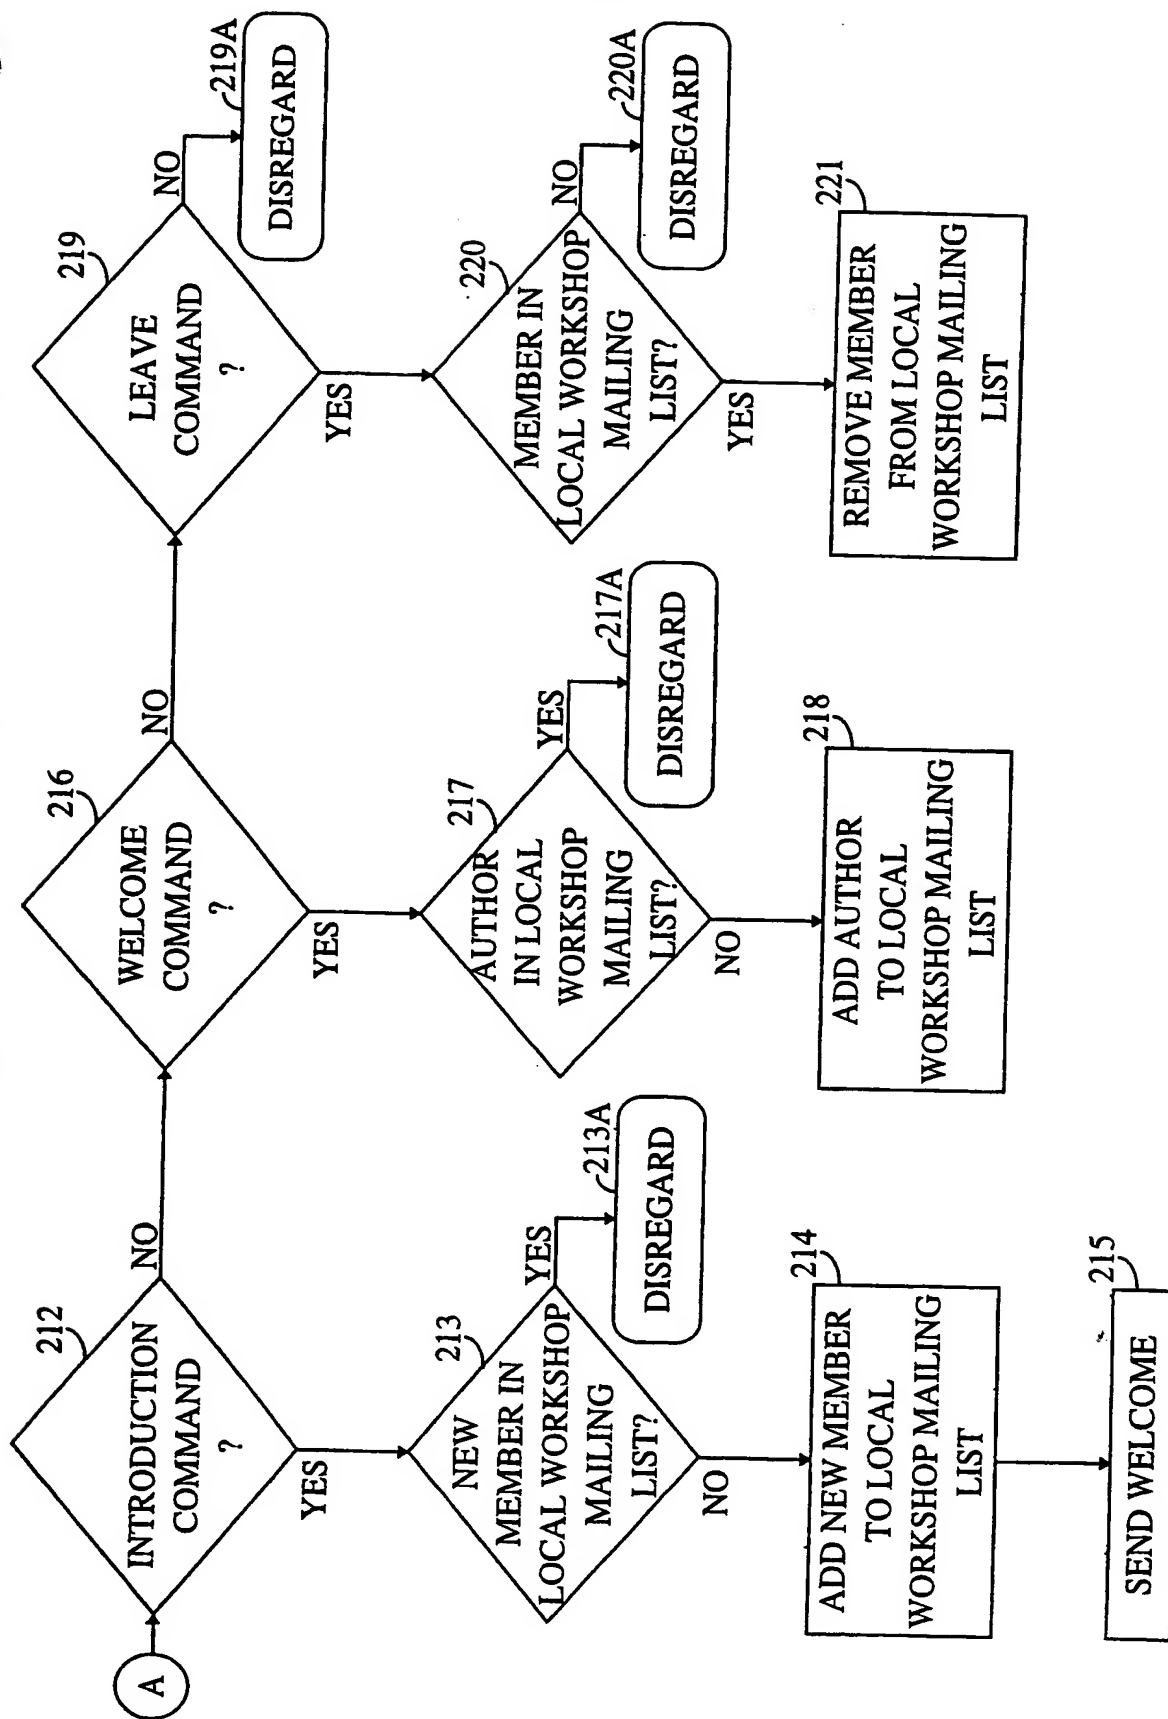 A
212
INTRODUCTION
COMMAND
?
NO
YES
213
NEW
MEMBER IN
LOCAL WORKSHOP
MAILING
LIST?
YES
213A
DISREGARD
NO
214
ADD NEW MEMBER
TO LOCAL
WORKSHOP MAILING
LIST
215
SEND WELCOME
216
WELCOME
COMMAND
?
NO
YES
217
AUTHOR
IN LOCAL
WORKSHOP
MAILING
LIST?
YES
217A
DISREGARD
NO
218
ADD AUTHOR
TO LOCAL
WORKSHOP MAILING
LIST
219
LEAVE
COMMAND
?
NO
219A
DISREGARD
YES
220
MEMBER IN
LOCAL WORKSHOP
MAILING
LIST?
NO
220A
DISREGARD
YES
221
REMOVE MEMBER
FROM LOCAL
WORKSHOP MAILING
LIST